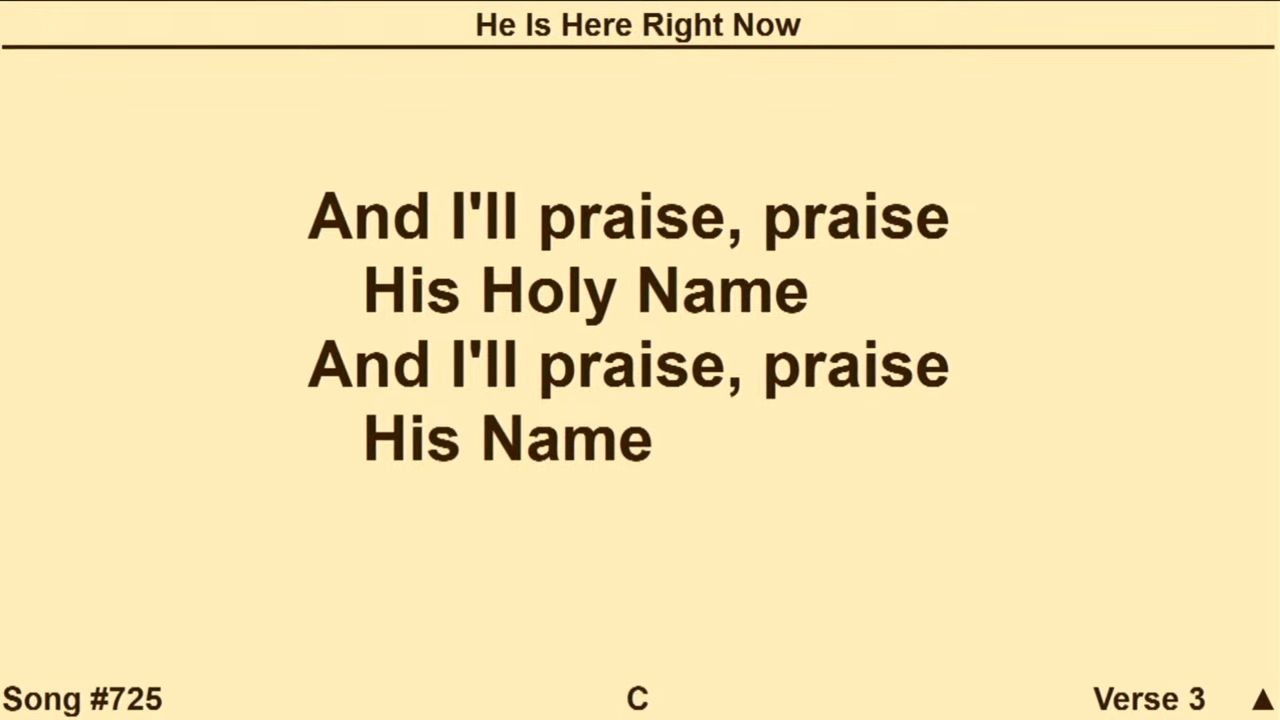 He Is Here Right Now
And I'll praise, praise
His Holy Name
And I'll praise, praise
His Name
Song #725 C Verse 3 ▲